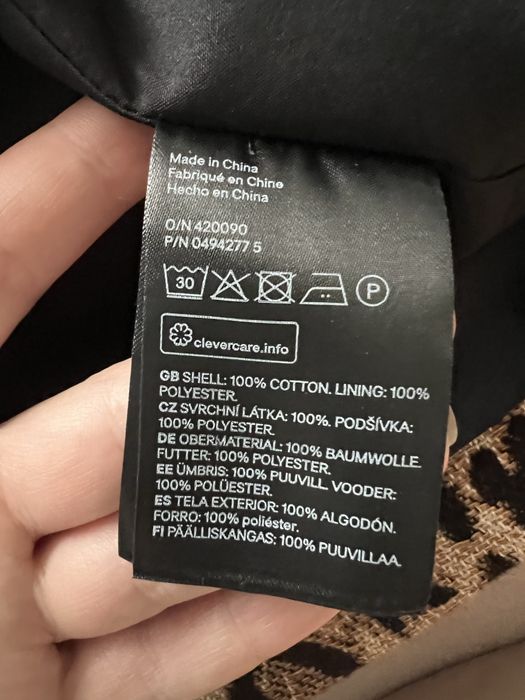 Made in China
Fabriqué en Chine
Hecho en China
O/N 420090
P/N 0494277 5
30
P
clevercare.info
GB SHELL: 100% COTTON. LINING: 100%
POLYESTER.
CZ SVRCHNÍ LÁTKA: 100%. PODŠÍVKA:
100% POLYESTER.
DE OBERMATERIAL: 100% BAUMWOLLE.
FUTTER: 100% POLYESTER.
EE ÜMBRIS: 100% PUUVILL. VOODER:
100% POLÜESTER.
ES TELA EXTERIOR: 100% ALGODÓN.
FORRO: 100% poliéster.
FI PÄÄLLISKANGAS: 100% PUUVILLAA.